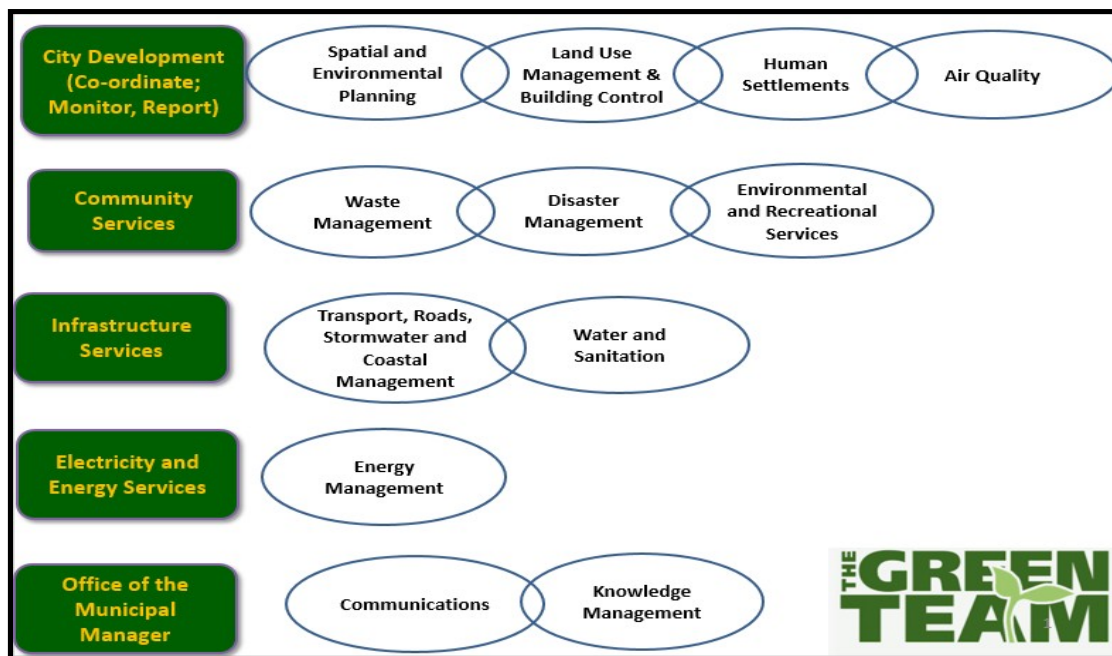 City Development
(Co-ordinate;
Monitor, Report)
Spatial and
Environmental
Planning
Land Use
Management &
Building Control
Human
Settlements
Air Quality
Community
Services
Waste
Management
Disaster
Management
Environmental
and Recreational
Services
Infrastructure
Services
Transport, Roads,
Stormwater and
Coastal
Management
Water and
Sanitation
Electricity and
Energy Services
Energy
Management
Office of the
Municipal
Manager
Communications
Knowledge
Management
THE
GREEN
TEAM
1